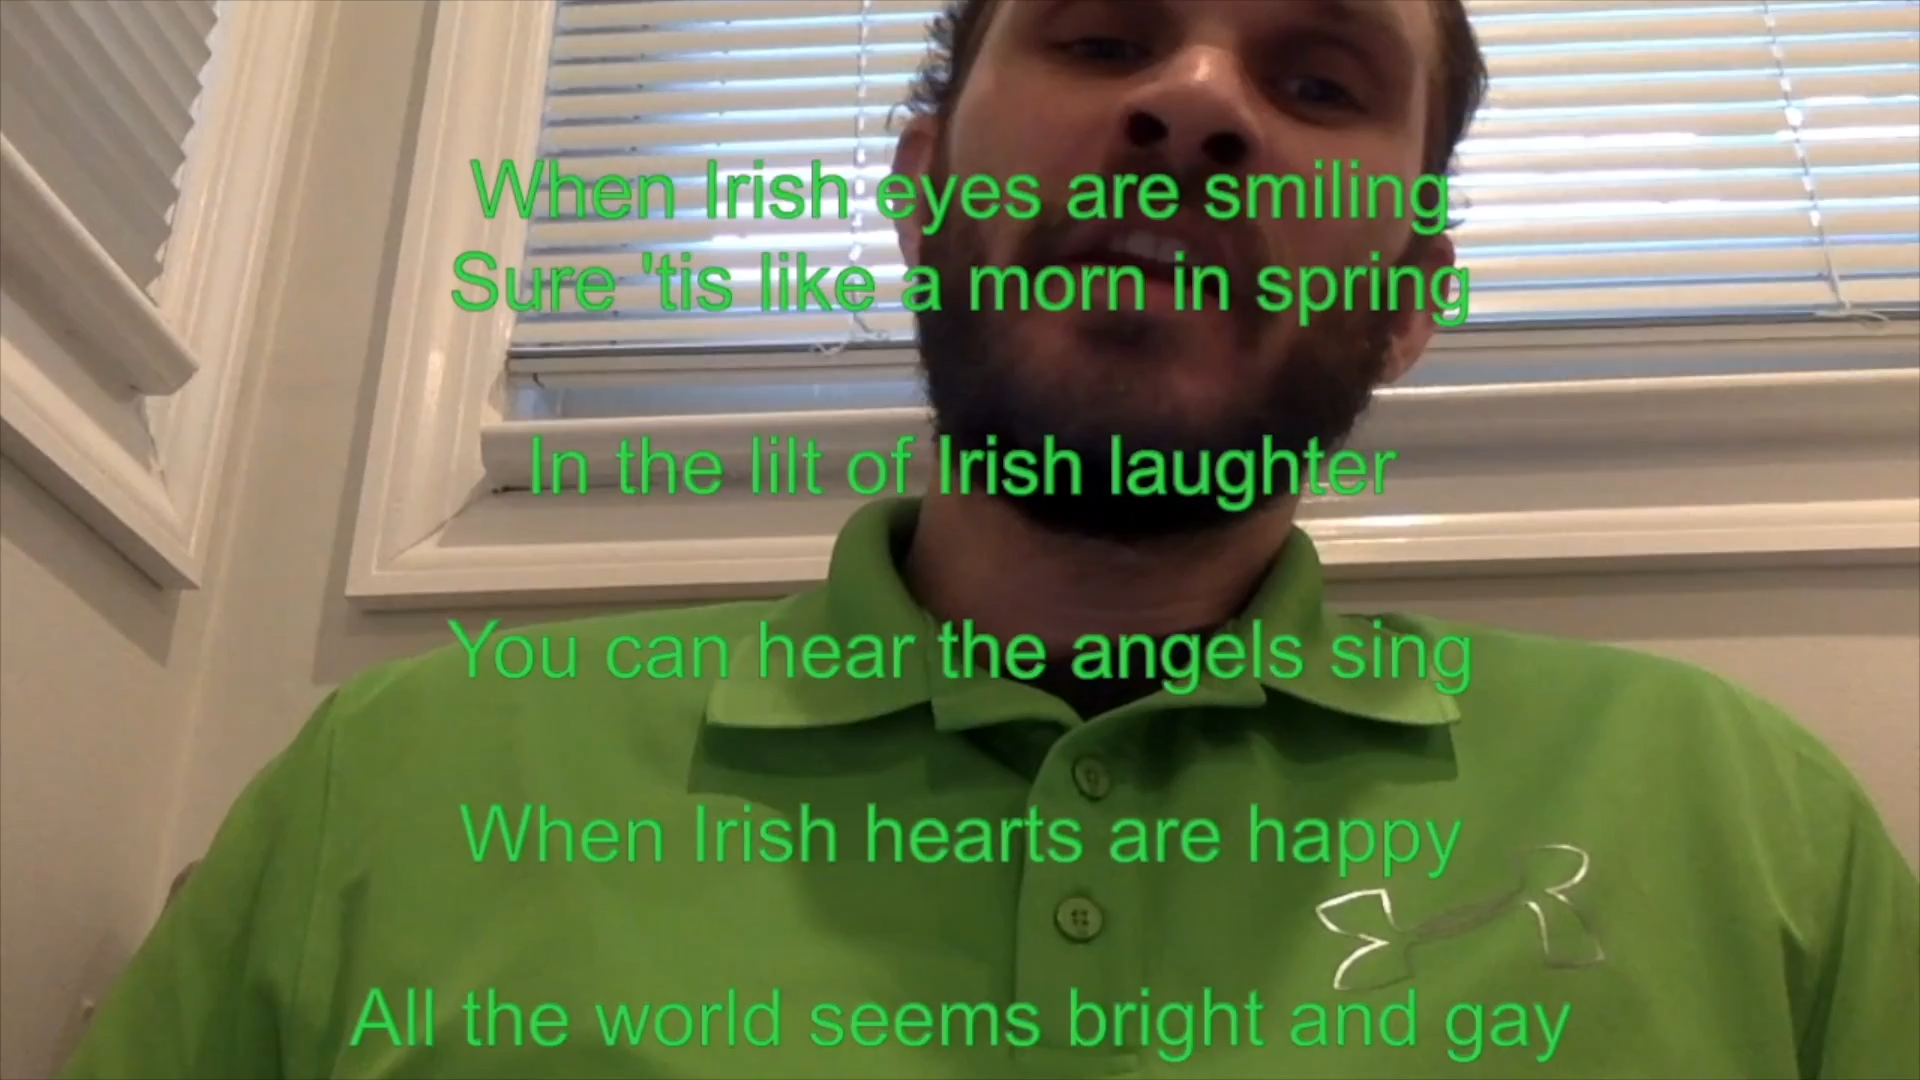 When Irish eyes are smiling
Sure 'tis like a morn in spring
In the lilt of Irish laughter
You can hear the angels sing
When Irish hearts are happy
All the world seems bright and gay